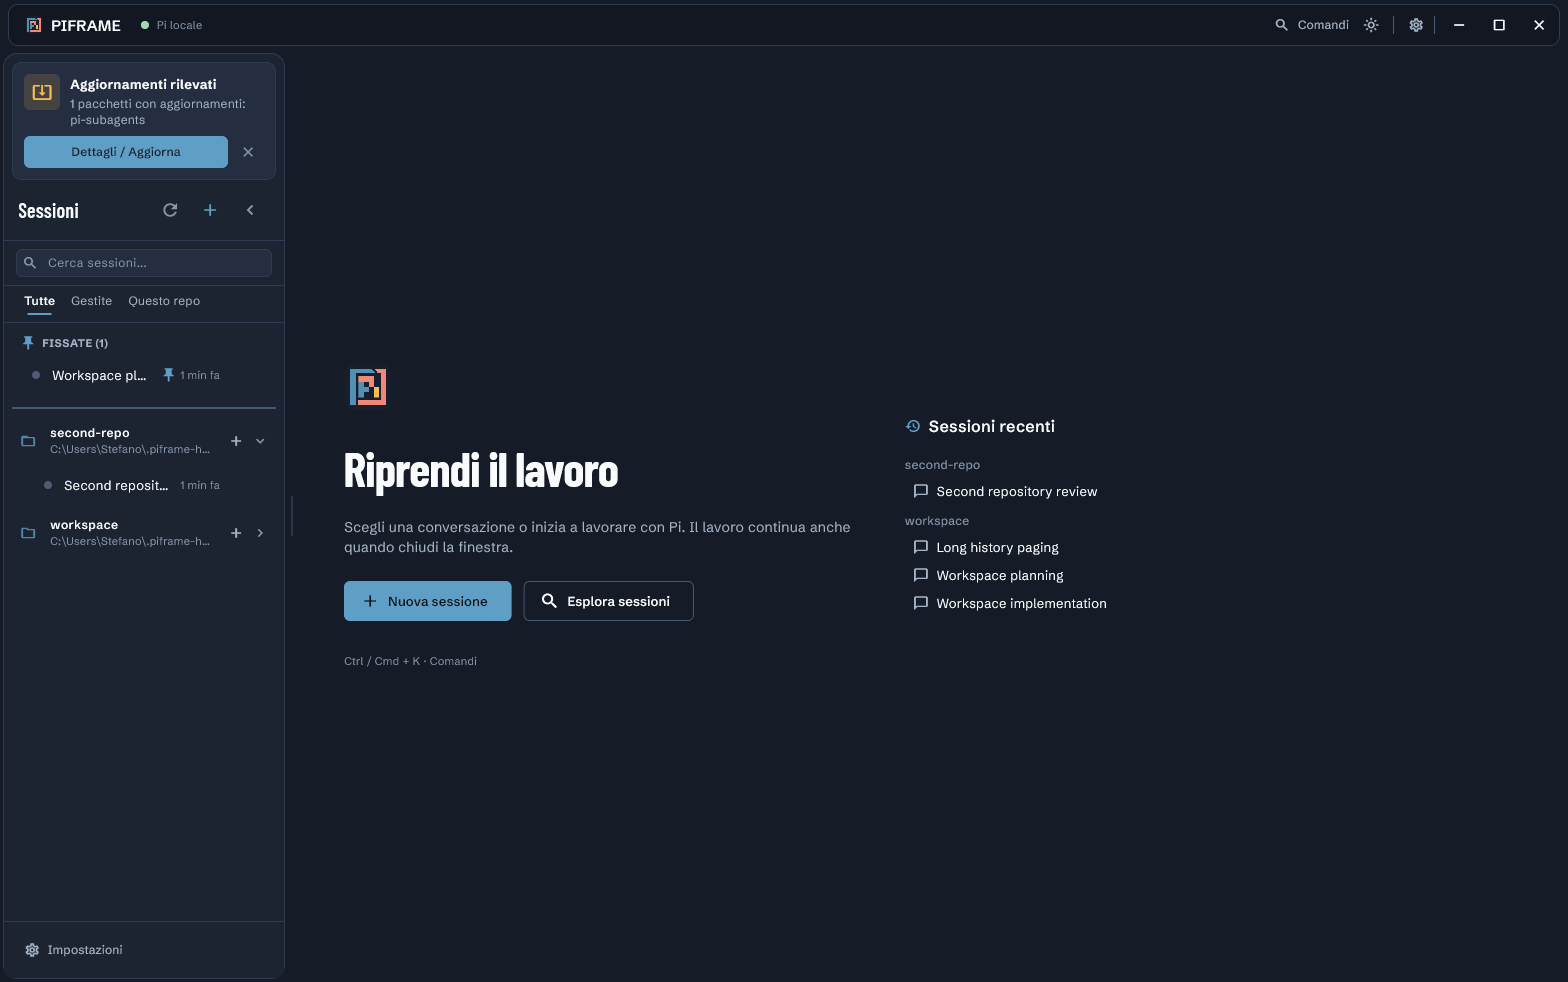 PIFRAME
Pi locale
Comandi
Aggiornamenti rilevati
1 pacchetti con aggiornamenti:
pi-subagents
Dettagli / Aggiorna
Sessioni
Cerca sessioni...
Tutte Gestite Questo repo
FISSATE (1)
Workspace pl... 1 min fa
second-repo
C:\Users\Stefano\.piframe-h...
Second reposit... 1 min fa
workspace
C:\Users\Stefano\.piframe-h...
Impostazioni
Riprendi il lavoro
Scegli una conversazione o inizia a lavorare con Pi. Il lavoro continua anche
quando chiudi la finestra.
Nuova sessione
Esplora sessioni
Ctrl / Cmd + K · Comandi
Sessioni recenti
second-repo
Second repository review
workspace
Long history paging
Workspace planning
Workspace implementation